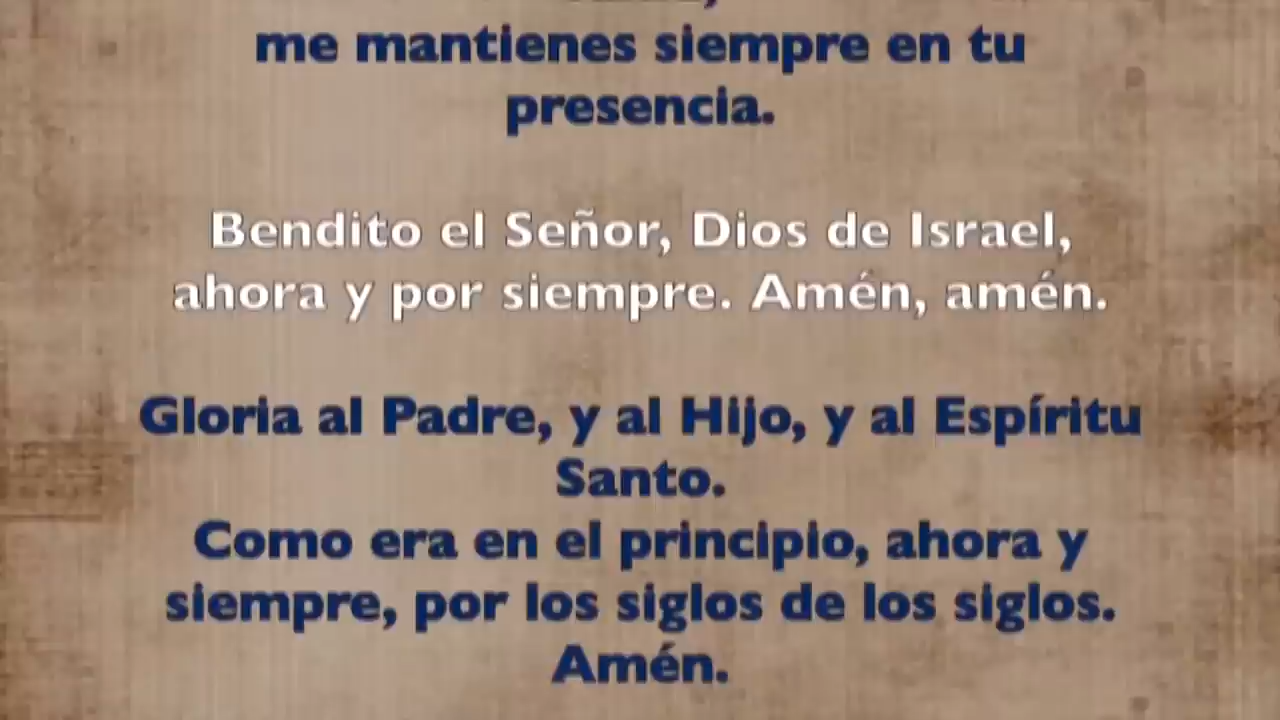 me mantienes siempre en tu
presencia.
Bendito el Señor, Dios de Israel,
ahora y por siempre. Amén, amén.
Gloria al Padre, y al Hijo, y al Espíritu
Santo.
Como era en el principio, ahora y
siempre, por los siglos de los siglos.
Amén.